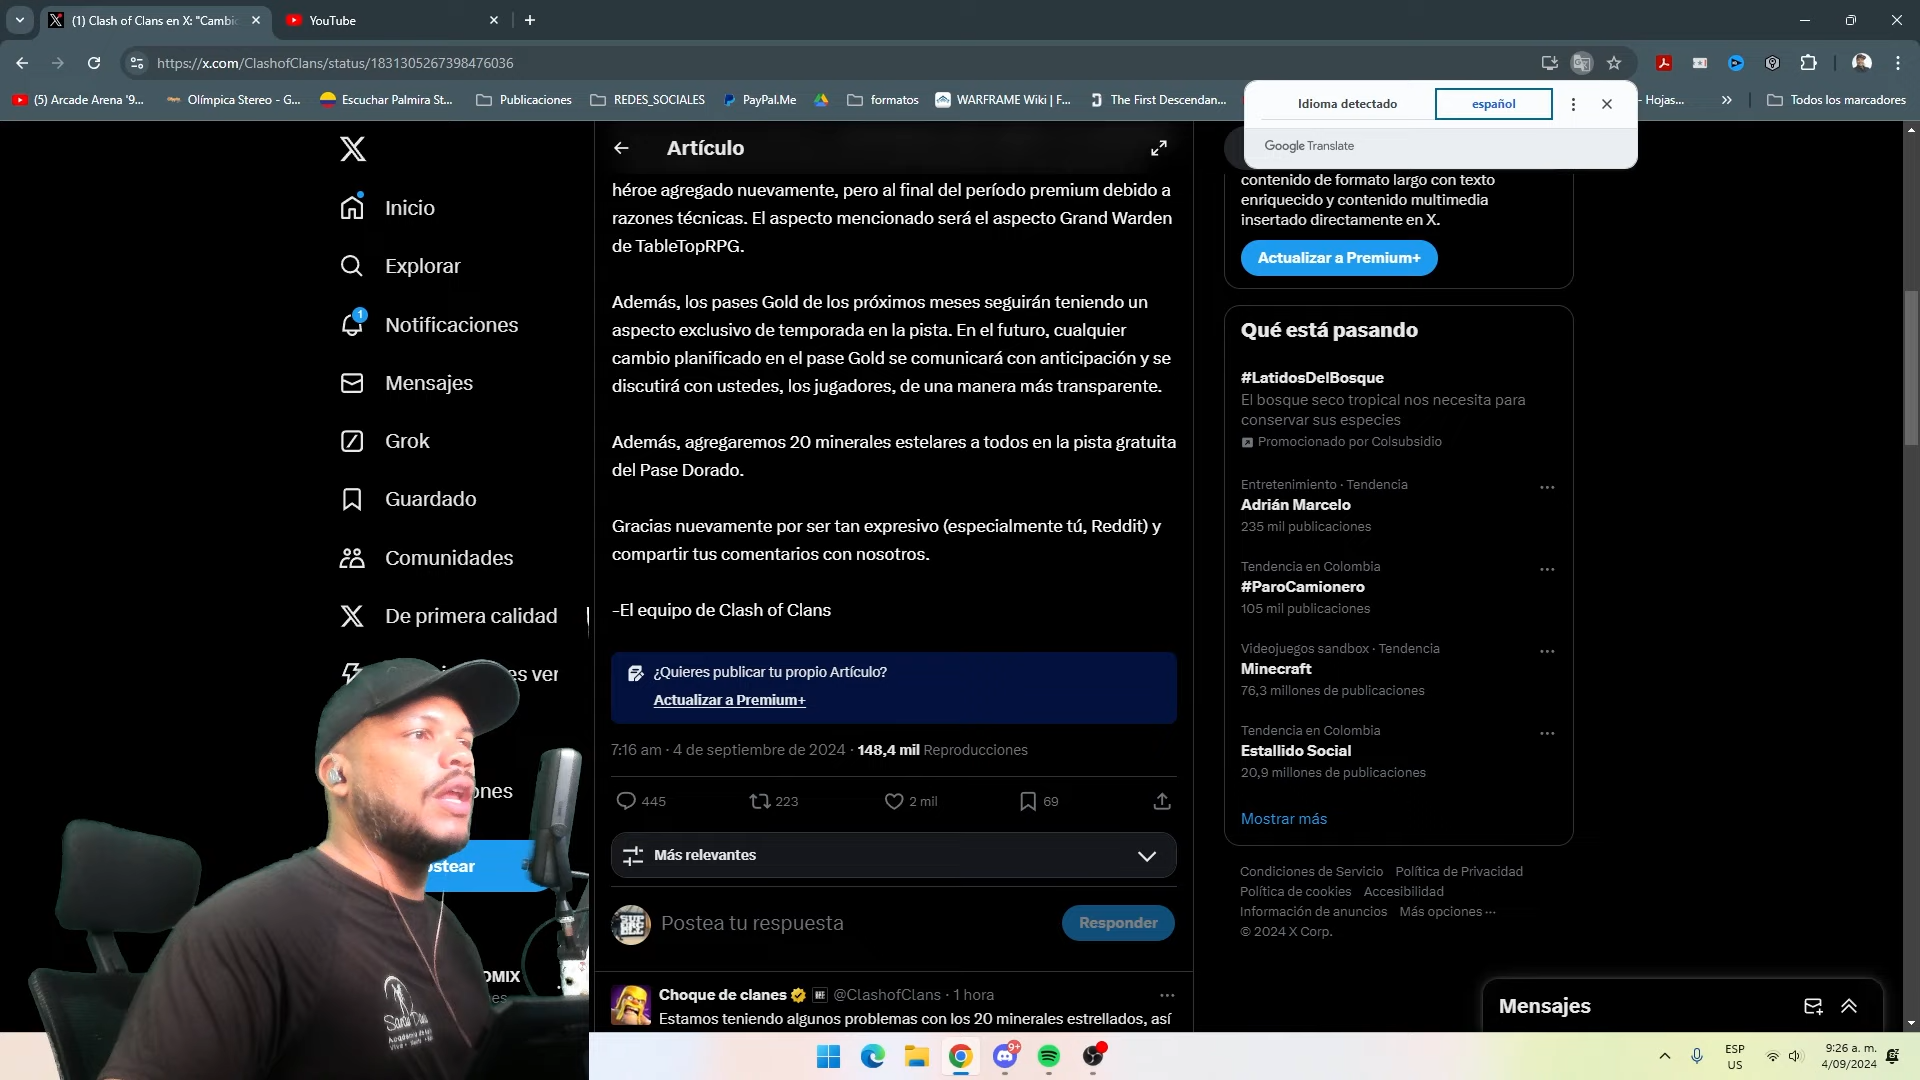 (1) Clash of Clans en X: "Cambi
YouTube
https://x.com/ClashofClans/status/1831305267398476036
(5) Arcade Arena '9...
Olímpica Stereo - G...
Escuchar Palmira St...
Publicaciones
REDES_SOCIALES
PayPal.Me
formatos
WARFRAME Wiki | F...
The First Descendan...
- Hojas...
»
Todos los marcadores
Idioma detectado
español
Google Translate
Inicio
Explorar
1
Notificaciones
Mensajes
Grok
Guardado
Comunidades
De primera calidad
es ver
ones
ostear
OMIX
Artículo
héroe agregado nuevamente, pero al final del período premium debido a
razones técnicas. El aspecto mencionado será el aspecto Grand Warden
de TableTopRPG.
Además, los pases Gold de los próximos meses seguirán teniendo un
aspecto exclusivo de temporada en la pista. En el futuro, cualquier
cambio planificado en el pase Gold se comunicará con anticipación y se
discutirá con ustedes, los jugadores, de una manera más transparente.
Además, agregaremos 20 minerales estelares a todos en la pista gratuita
del Pase Dorado.
Gracias nuevamente por ser tan expresivo (especialmente tú, Reddit) y
compartir tus comentarios con nosotros.
-El equipo de Clash of Clans
¿Quieres publicar tu propio Artículo?
Actualizar a Premium+
7:16 am · 4 de septiembre de 2024 · 148,4 mil Reproducciones
445
223
2 mil
69
Más relevantes
Postea tu respuesta
Responder
Choque de clanes @ClashofClans · 1 hora
Estamos teniendo algunos problemas con los 20 minerales estrellados, así
contenido de formato largo con texto
enriquecido y contenido multimedia
insertado directamente en X.
Actualizar a Premium+
Qué está pasando
#LatidosDelBosque
El bosque seco tropical nos necesita para
conservar sus especies
Promocionado por Colsubsidio
Entretenimiento · Tendencia
Adrián Marcelo
235 mil publicaciones
Tendencia en Colombia
#ParoCamionero
105 mil publicaciones
Videojuegos sandbox · Tendencia
Minecraft
76,3 millones de publicaciones
Tendencia en Colombia
Estallido Social
20,9 millones de publicaciones
Mostrar más
Condiciones de Servicio Política de Privacidad
Política de cookies Accesibilidad
Información de anuncios Más opciones ···
© 2024 X Corp.
Mensajes
9+
ESP
US
9:26 a. m.
4/09/2024